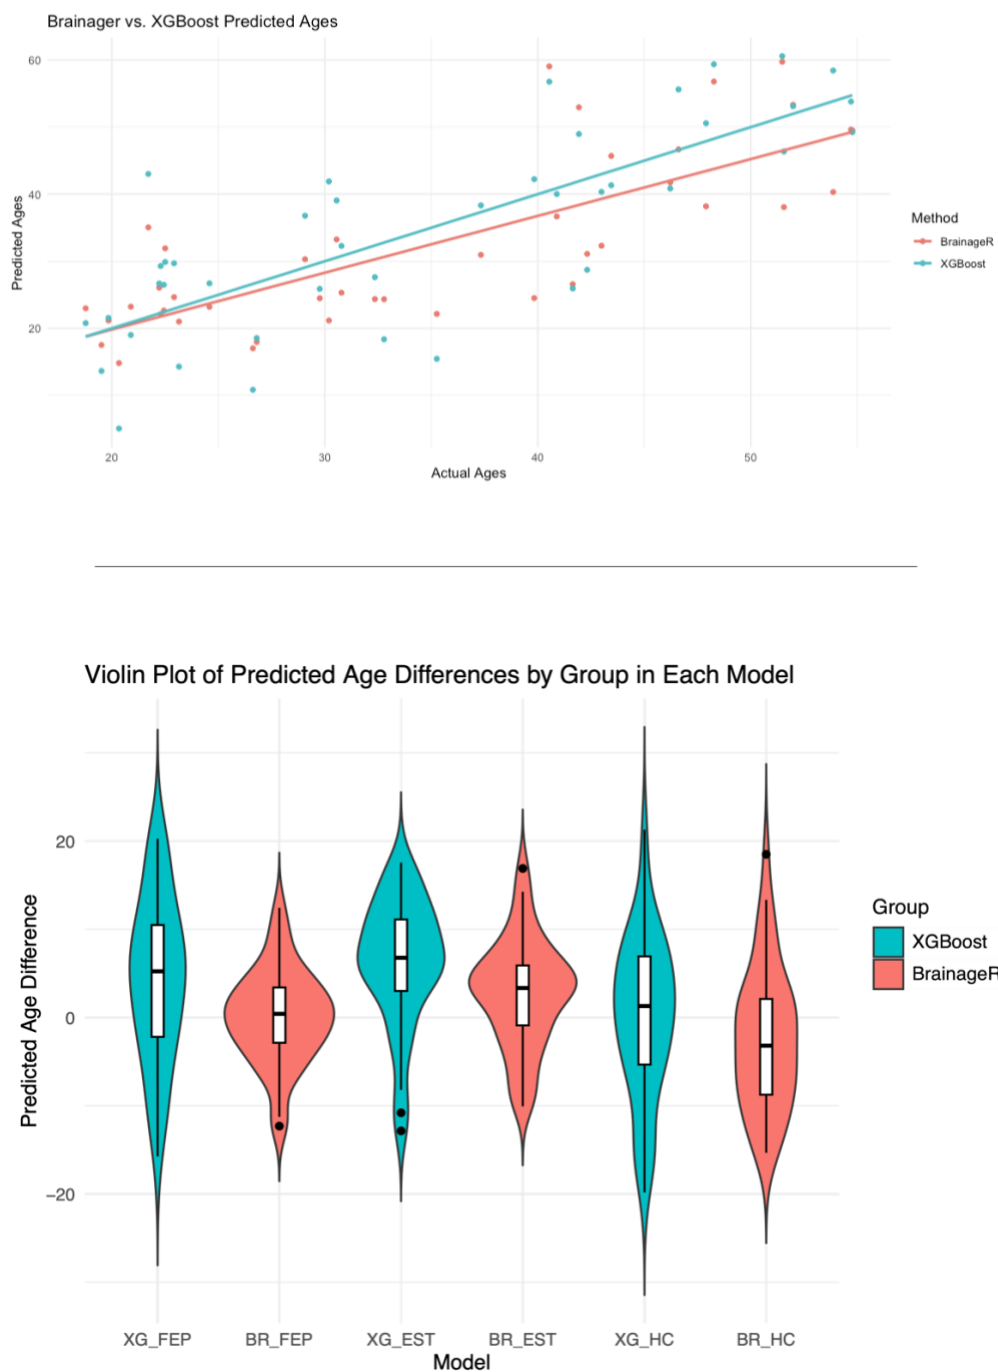 Brainager vs. XGBoost Predicted Ages
60
40
20
Predicted Ages
20 30 40 50
Actual Ages
Method
BrainageR
XGBoost
Violin Plot of Predicted Age Differences by Group in Each Model
20
0
−20
Predicted Age Difference
XG_FEP BR_FEP XG_EST BR_EST XG_HC BR_HC
Model
Group
XGBoost
BrainageR